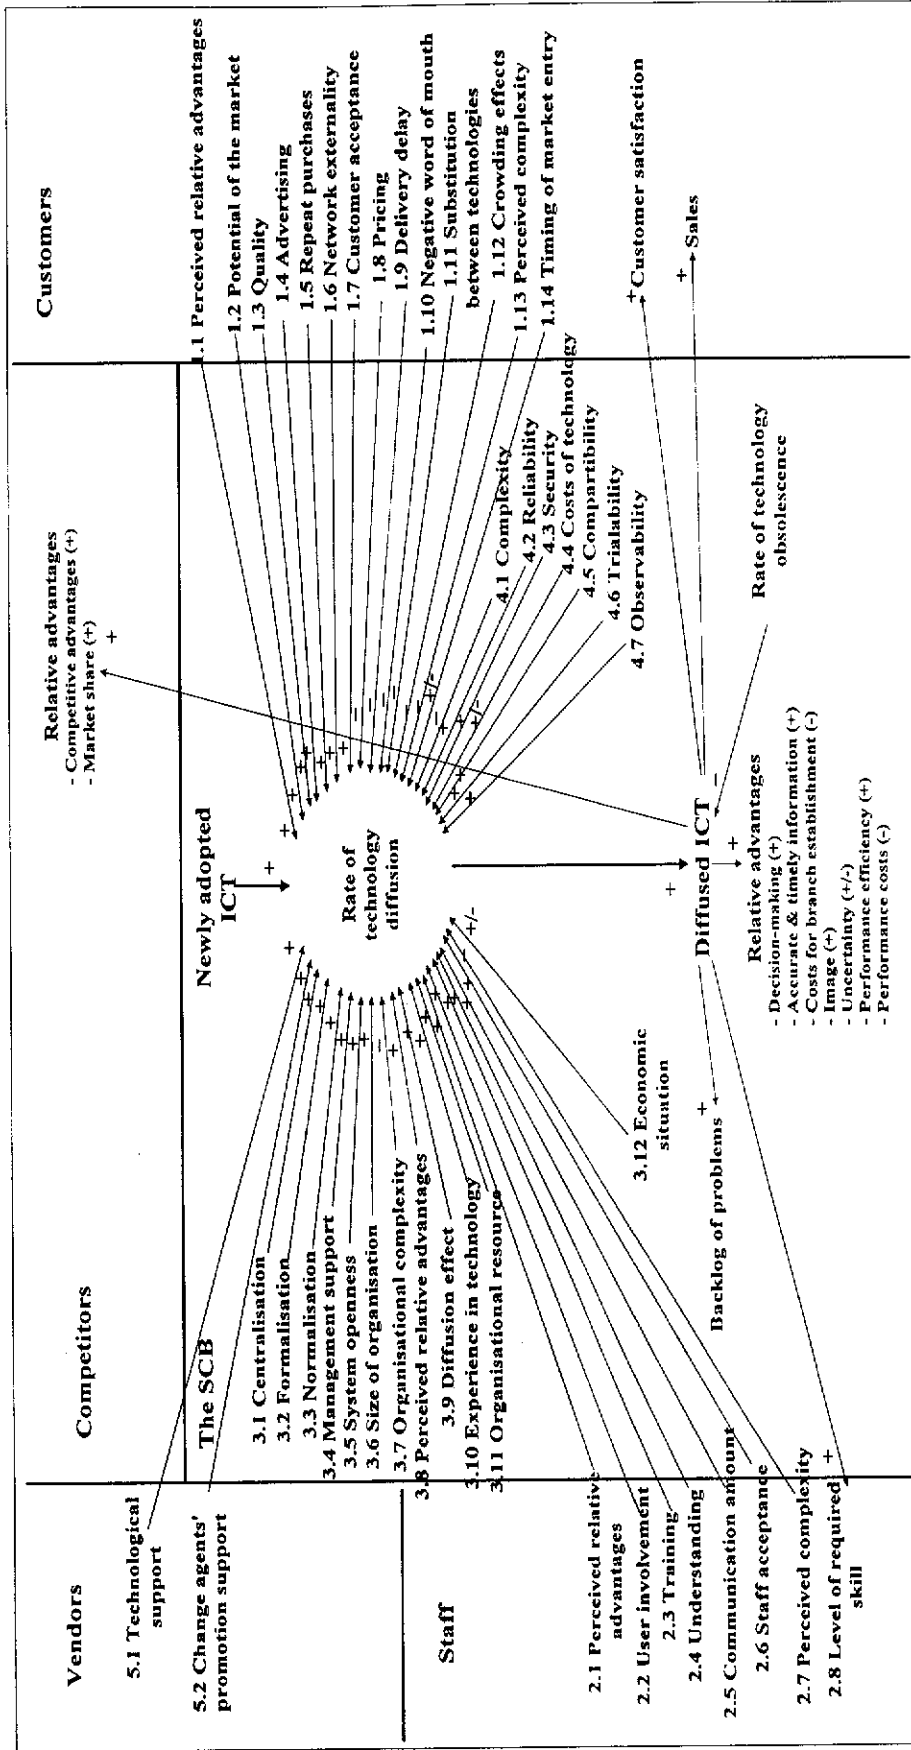 Vendors
5.1 Technological
support
5.2 Change agents'
promotion support
Staff
2.1 Perceived relative
advantages
2.2 User involvement
2.3 Training
2.4 Understanding
2.5 Communication amount
2.6 Staff acceptance
2.7 Perceived complexity
2.8 Level of required
skill
+
Competitors
The SCB
3.1 Centralisation
3.2 Formalisation
3.3 Normalisation
3.4 Management support
3.5 System openness
3.6 Size of organisation
3.7 Organisational complexity
3.8 Perceived relative advantages
3.9 Diffusion effect
3.10 Experience in technology
3.11 Organisational resource
3.12 Economic
situation
Backlog of problems
+
Relative advantages
- Competitive advantages (+)
- Market share (+)
+
Newly adopted
ICT
+
Rate of
technology
diffusion
+/-
+
Diffused ICT
-
+
Relative advantages
- Decision-making (+)
- Accurate & timely information (+)
- Costs for branch establishment (-)
- Image (+)
- Uncertainty (+/-)
- Performance efficiency (+)
- Performance costs (-)
4.1 Complexity
4.2 Reliability
4.3 Security
4.4 Costs of technology
4.5 Compartibility
4.6 Trialability
4.7 Observability
Rate of technology
obsolescence
Customers
1.1 Perceived relative advantages
1.2 Potential of the market
1.3 Quality
1.4 Advertising
1.5 Repeat purchases
1.6 Network externality
1.7 Customer acceptance
1.8 Pricing
1.9 Delivery delay
1.10 Negative word of mouth
1.11 Substitution
between technologies
1.12 Crowding effects
1.13 Perceived complexity
1.14 Timing of market entry
+
Customer satisfaction
+
Sales